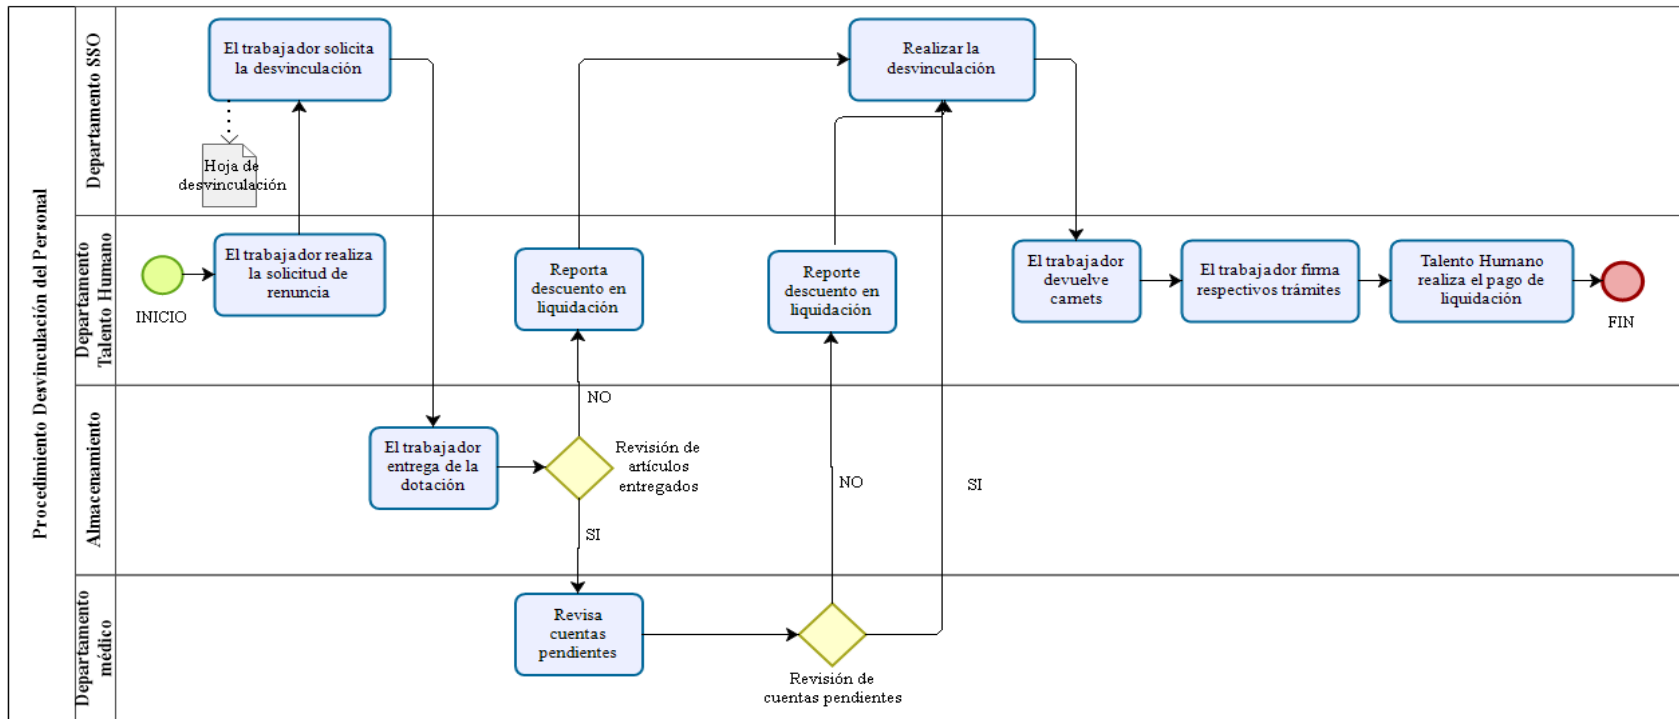 Procedimiento Desvinculación del Personal
Departamento SSO
El trabajador solicita
la desvinculación
Hoja de
desvinculación
Realizar la
desvinculación
Departamento
Talento Humano
INICIO
El trabajador realiza
la solicitud de
renuncia
Reporta
descuento en
liquidación
Reporte
descuento en
liquidación
El trabajador
devuelve
carnets
El trabajador firma
respectivos trámites
Talento Humano
realiza el pago de
liquidación
FIN
Almacenamiento
El trabajador
entrega de la
dotación
NO
Revisión de
artículos
entregados
SI
NO
SI
Departamento
médico
Revisa
cuentas
pendientes
Revisión de
cuentas pendientes